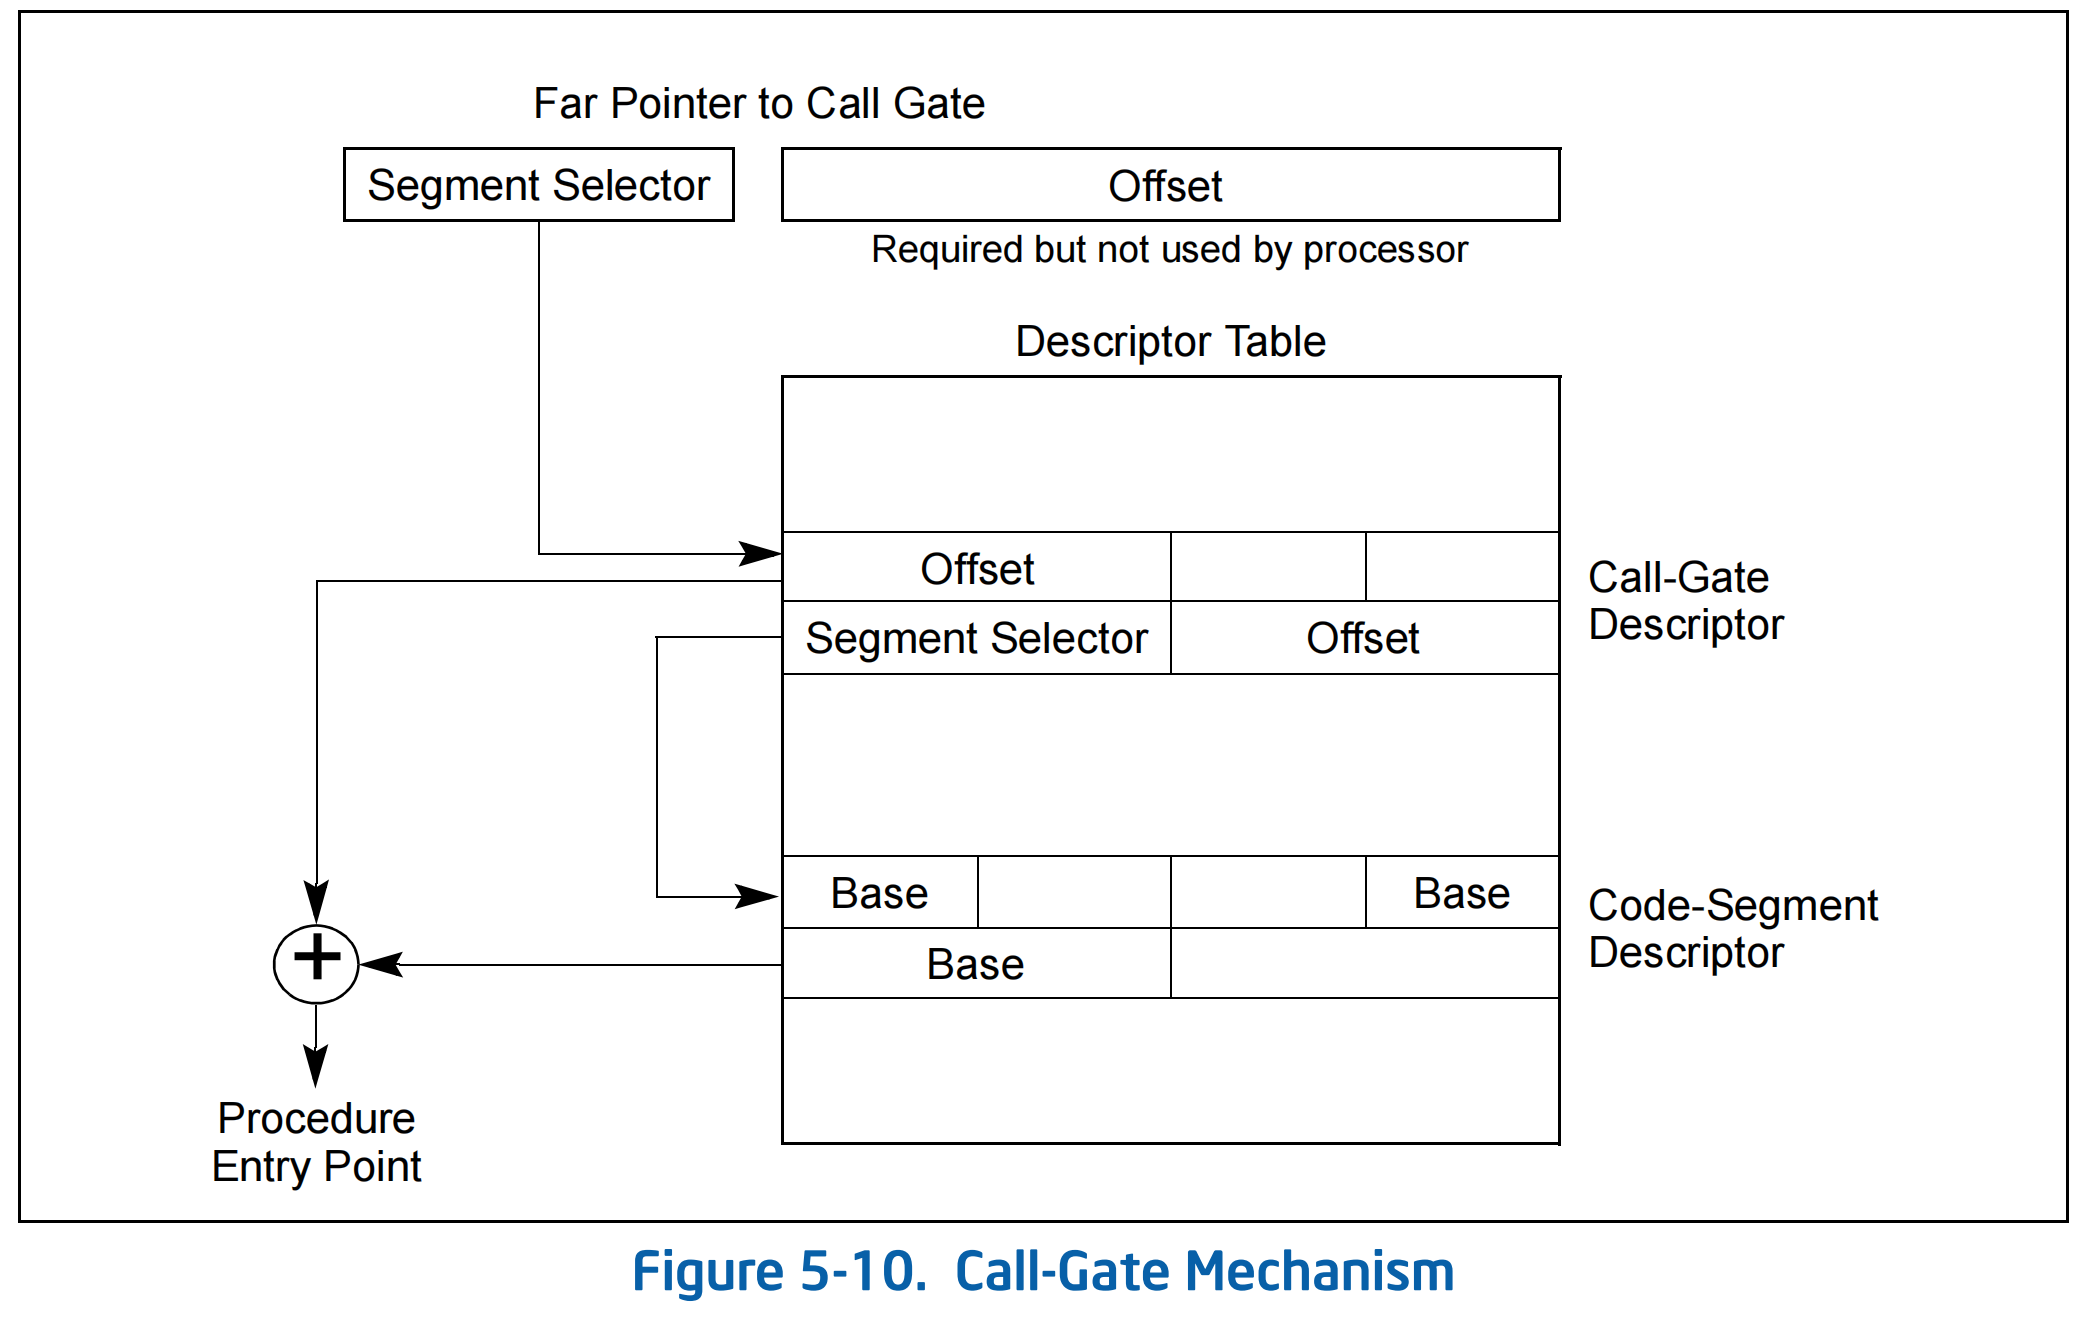 Far Pointer to Call Gate
Segment Selector
Offset
Required but not used by processor
Descriptor Table
Offset
Call-Gate
Descriptor
Segment Selector
Offset
Base
Base
Code-Segment
Descriptor
Base
+
Procedure
Entry Point
Figure 5-10. Call-Gate Mechanism